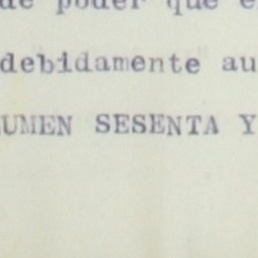 de poder que e
debidamente au
UMEN SESENTA Y